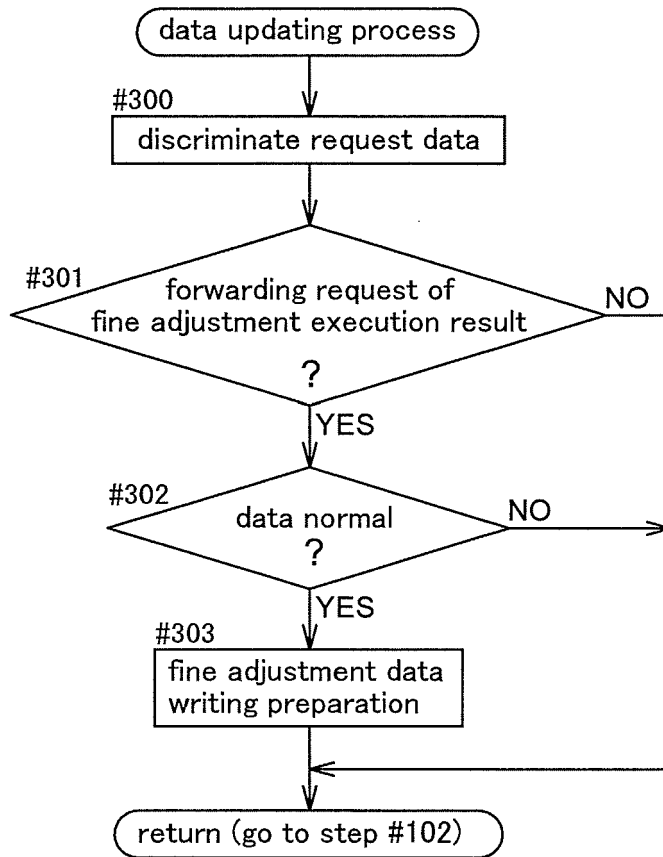 data updating process
#300
discriminate request data
#301
forwarding request of
fine adjustment execution result
?
NO
YES
#302
data normal
?
NO
YES
#303
fine adjustment data
writing preparation
return (go to step #102)